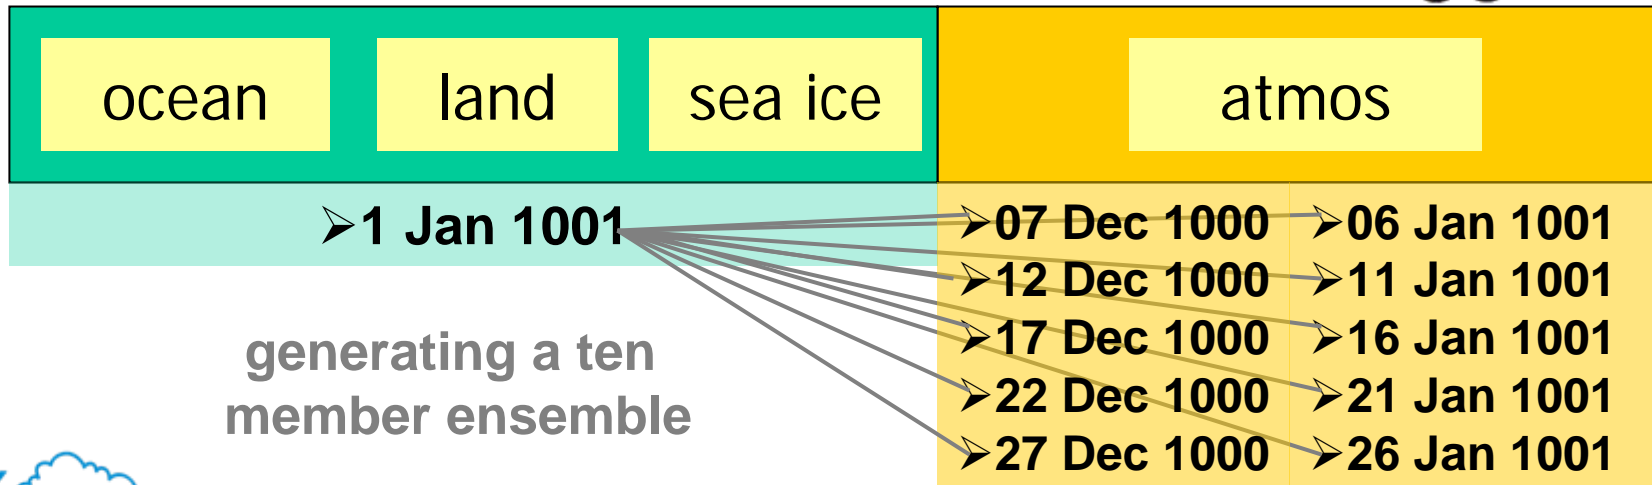 ocean land sea ice atmos
➢1 Jan 1001
➢07 Dec 1000 ➢06 Jan 1001
➢12 Dec 1000 ➢11 Jan 1001
➢17 Dec 1000 ➢16 Jan 1001
➢22 Dec 1000 ➢21 Jan 1001
➢27 Dec 1000 ➢26 Jan 1001
generating a ten
member ensemble